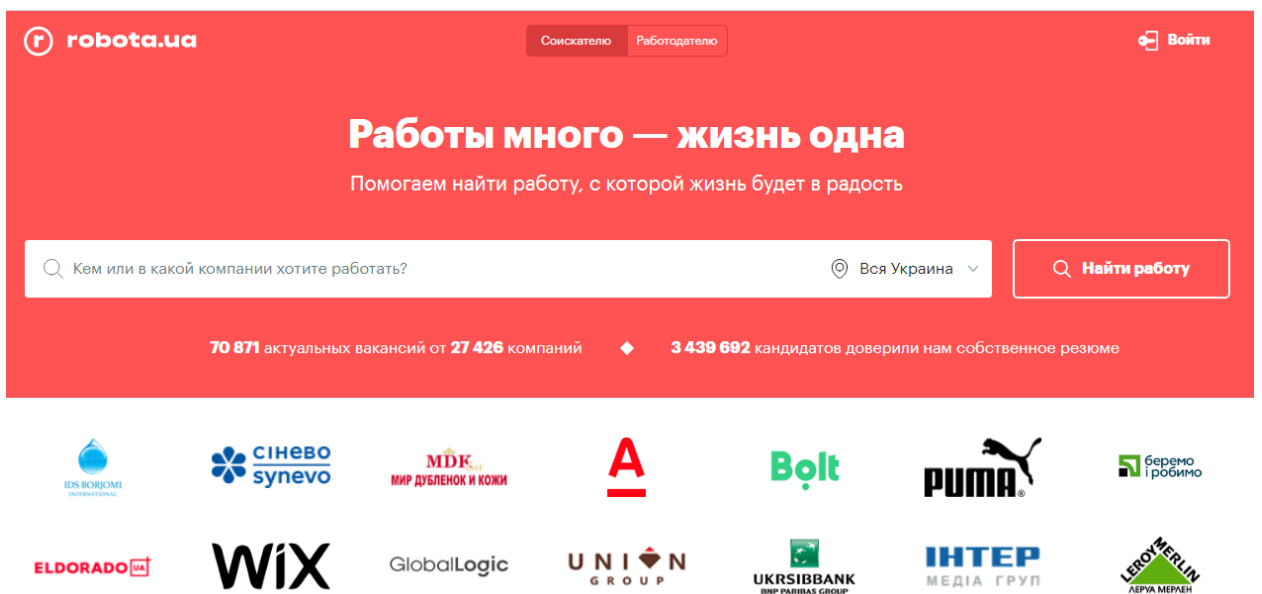 r robota.ua
Соискателю Работодателю
Войти
Работы много — жизнь одна
Помогаем найти работу, с которой жизнь будет в радость
Кем или в какой компании хотите работать?
Вся Украина
Найти работу
70 871 актуальных вакансий от 27 426 компаний
3 439 692 кандидатов доверили нам собственное резюме
IDS BORJOMI
INTERNATIONAL
сінево
synevo
MDK
МИР ДУБЛЕНОК И КОЖИ
А
Bolt
PUMA®
беремо
і робимо
ELDORADO UA
WiX
GlobalLogic
UNION
GROUP
UKRSIBBANK
BNP PARIBAS GROUP
ІНТЕР
МЕДІА ГРУП
LEROY MERLIN
ЛЕРУА МЕРЛЕН